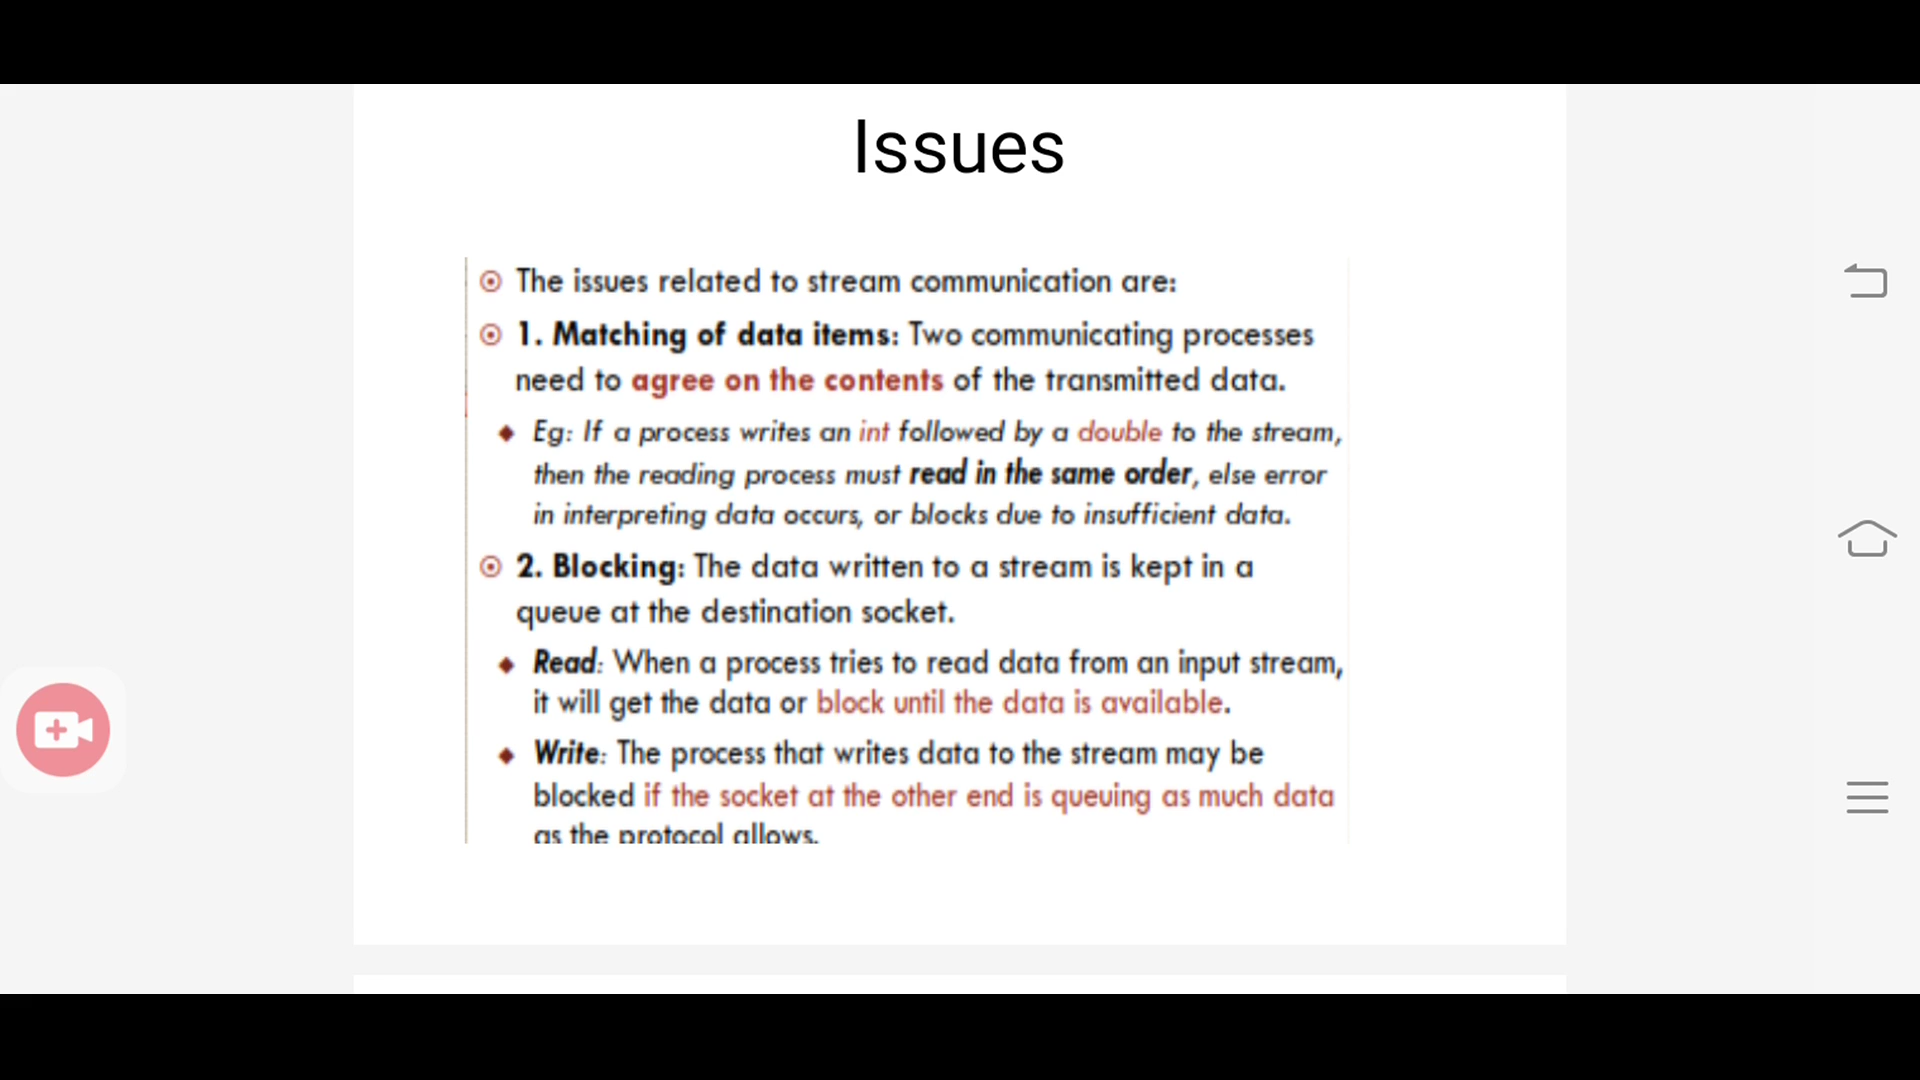 Issues
The issues related to stream communication are:
1. Matching of data items: Two communicating processes
need to agree on the contents of the transmitted data.
Eg: If a process writes an int followed by a double to the stream,
then the reading process must read in the same order, else error
in interpreting data occurs, or blocks due to insufficient data.
2. Blocking: The data written to a stream is kept in a
queue at the destination socket.
Read: When a process tries to read data from an input stream,
it will get the data or block until the data is available.
Write: The process that writes data to the stream may be
blocked if the socket at the other end is queuing as much data
as the protocol allows.